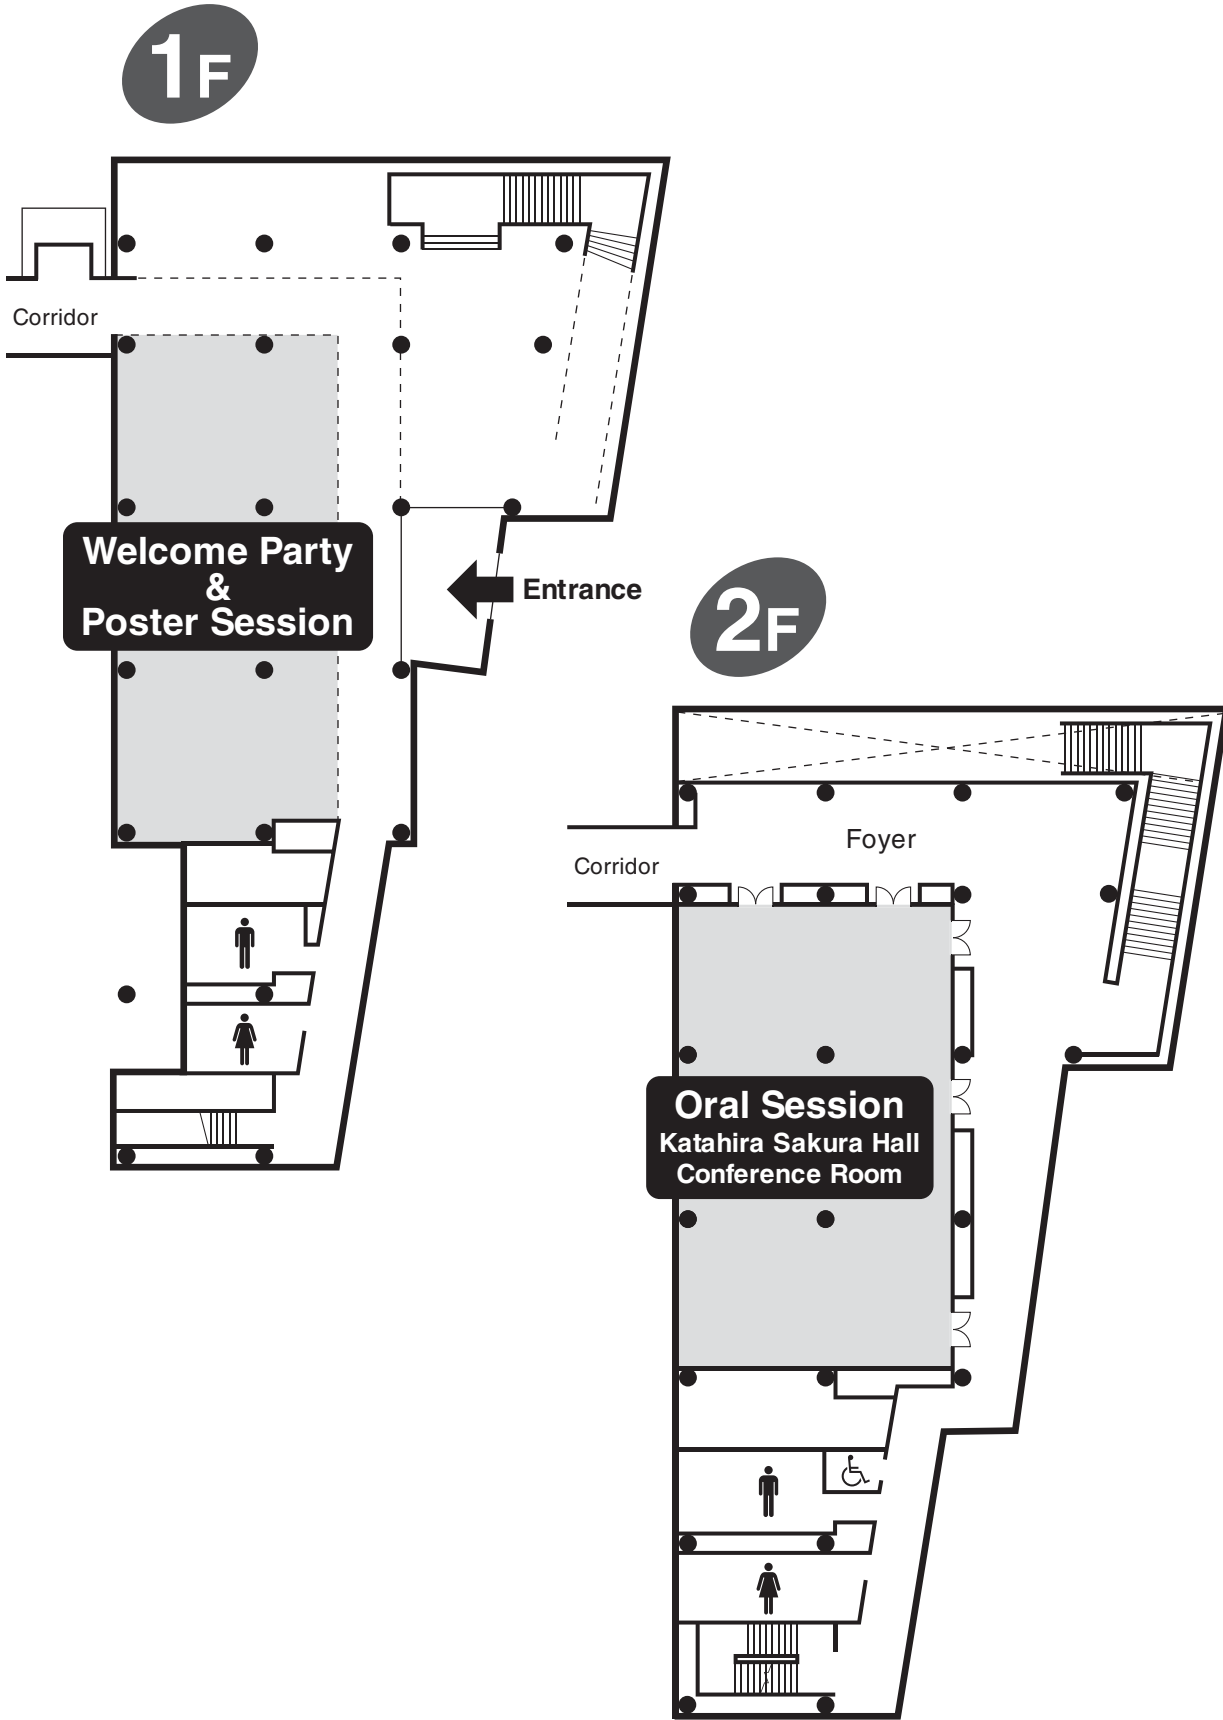 1F
Corridor
Welcome Party
&
Poster Session
Entrance
2F
Foyer
Corridor
Oral Session
Katahira Sakura Hall
Conference Room